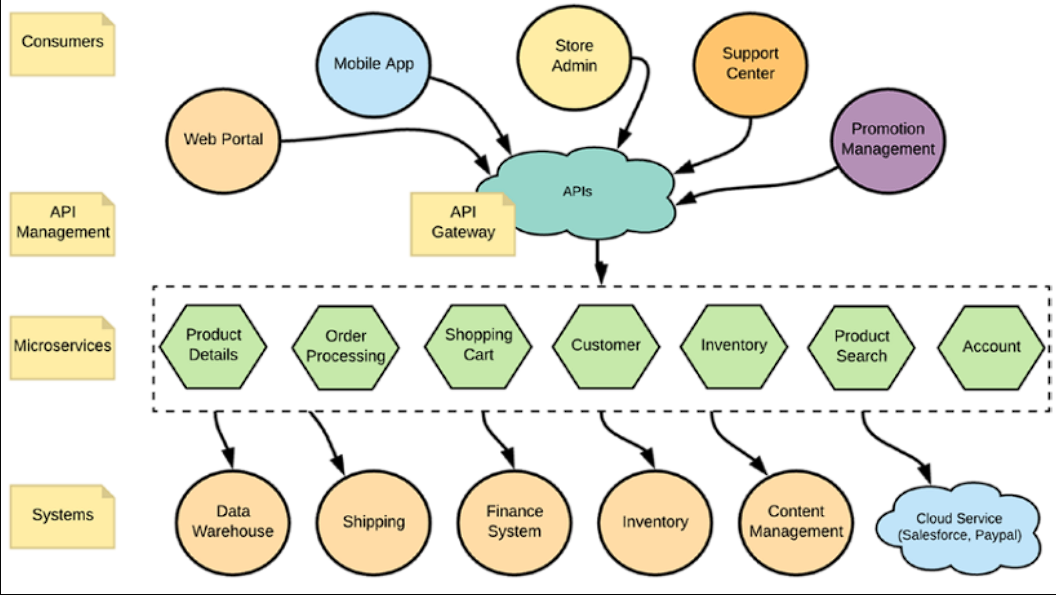 Consumers
Mobile App
Store
Admin
Support
Center
Web Portal
Promotion
Management
API
Management
API
Gateway
APIs
Microservices
Product
Details
Order
Processing
Shopping
Cart
Customer
Inventory
Product
Search
Account
Systems
Data
Warehouse
Shipping
Finance
System
Inventory
Content
Management
Cloud Service
(Salesforce, Paypal)